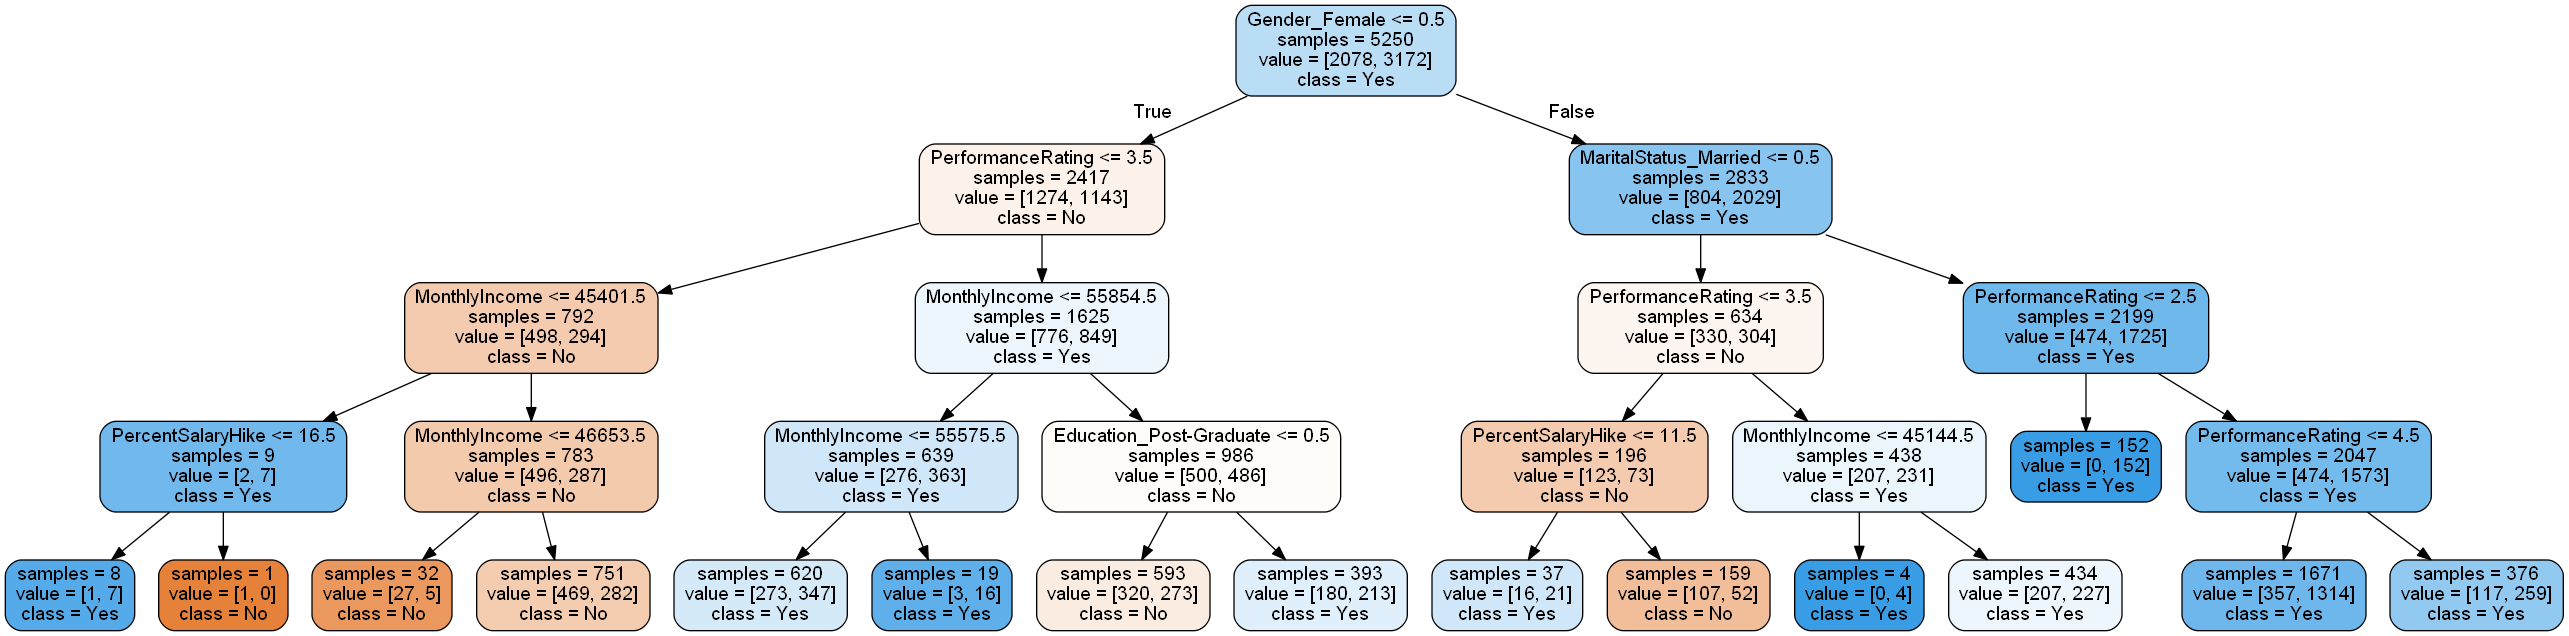 Gender_Female <= 0.5
samples = 5250
value = [2078, 3172]
class = Yes
True
False
PerformanceRating <= 3.5
samples = 2417
value = [1274, 1143]
class = No
MaritalStatus_Married <= 0.5
samples = 2833
value = [804, 2029]
class = Yes
MonthlyIncome <= 45401.5
samples = 792
value = [498, 294]
class = No
MonthlyIncome <= 55854.5
samples = 1625
value = [776, 849]
class = Yes
PerformanceRating <= 3.5
samples = 634
value = [330, 304]
class = No
PerformanceRating <= 2.5
samples = 2199
value = [474, 1725]
class = Yes
PercentSalaryHike <= 16.5
samples = 9
value = [2, 7]
class = Yes
MonthlyIncome <= 46653.5
samples = 783
value = [496, 287]
class = No
MonthlyIncome <= 55575.5
samples = 639
value = [276, 363]
class = Yes
Education_Post-Graduate <= 0.5
samples = 986
value = [500, 486]
class = No
PercentSalaryHike <= 11.5
samples = 196
value = [123, 73]
class = No
MonthlyIncome <= 45144.5
samples = 438
value = [207, 231]
class = Yes
samples = 152
value = [0, 152]
class = Yes
PerformanceRating <= 4.5
samples = 2047
value = [474, 1573]
class = Yes
samples = 8
value = [1, 7]
class = Yes
samples = 1
value = [1, 0]
class = No
samples = 32
value = [27, 5]
class = No
samples = 751
value = [469, 282]
class = No
samples = 620
value = [273, 347]
class = Yes
samples = 19
value = [3, 16]
class = Yes
samples = 593
value = [320, 273]
class = No
samples = 393
value = [180, 213]
class = Yes
samples = 37
value = [16, 21]
class = Yes
samples = 159
value = [107, 52]
class = No
samples = 4
value = [0, 4]
class = Yes
samples = 434
value = [207, 227]
class = Yes
samples = 1671
value = [357, 1314]
class = Yes
samples = 376
value = [117, 259]
class = Yes